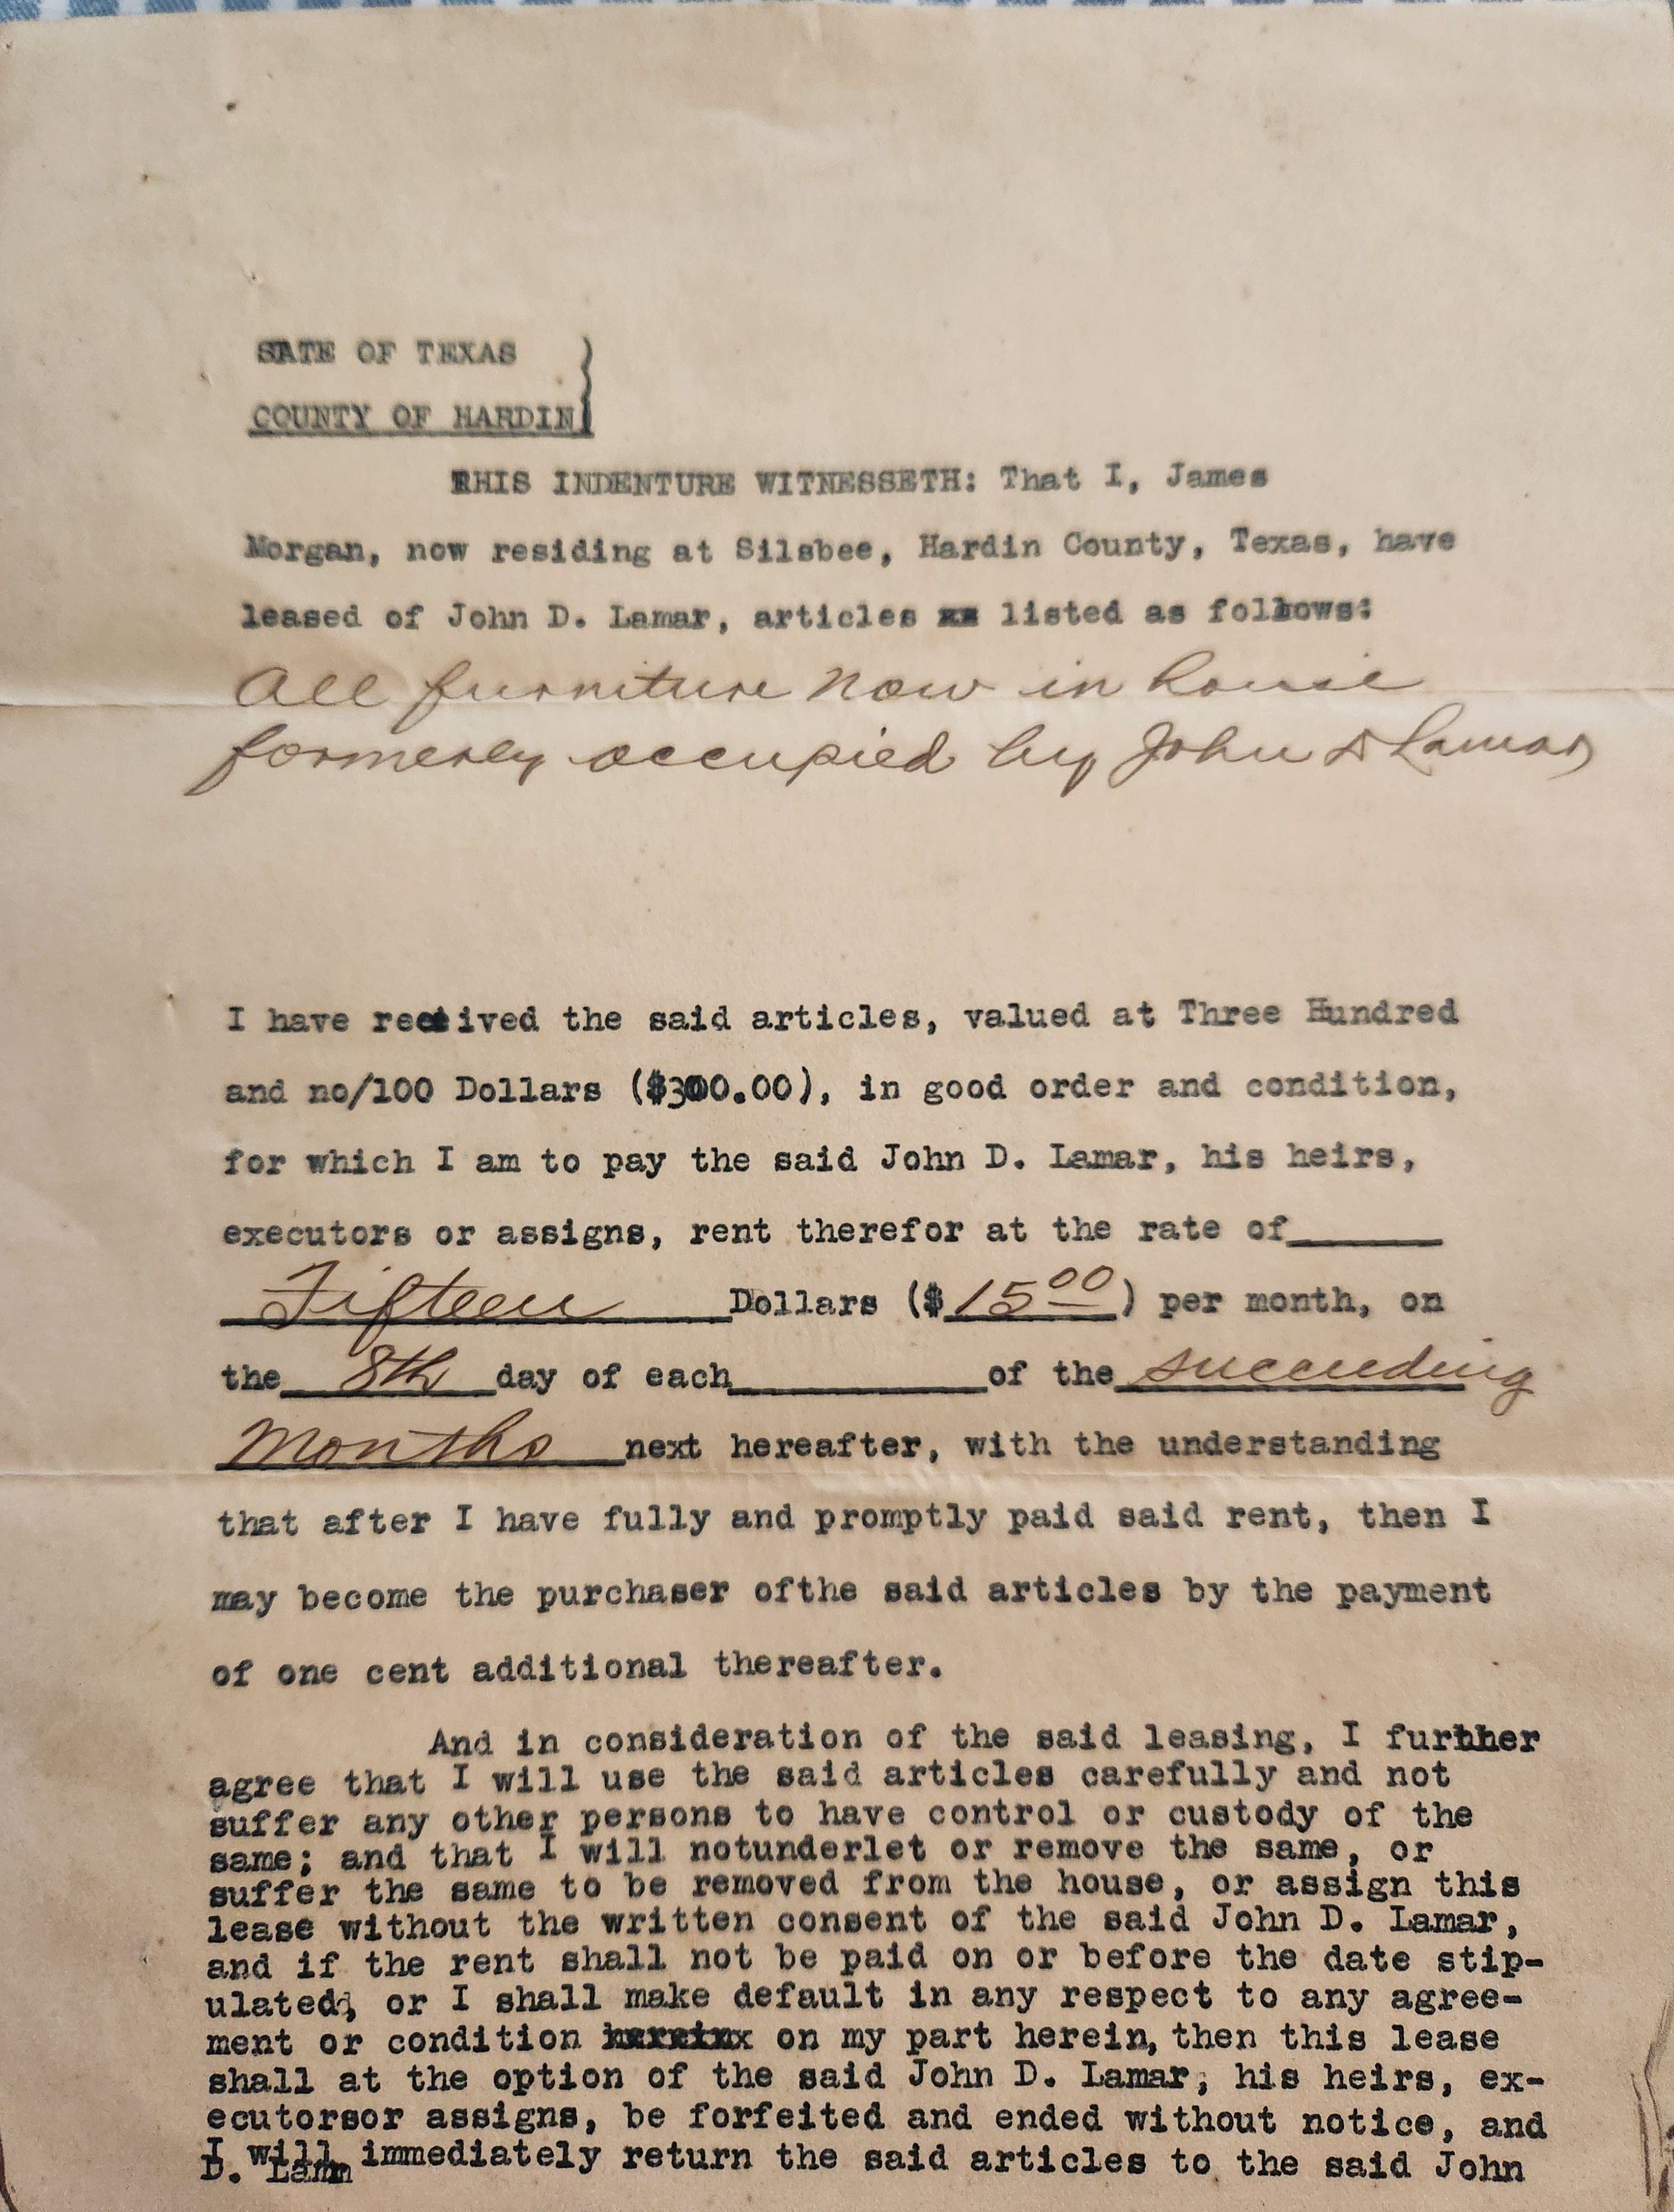 SATE OF TEXAS
COUNTY OF HARDIN
THIS INDENTURE WITNESSETH: That I, James
Morgan, now residing at Silsbee, Hardin County, Texas, have
leased of John D. Lamar, articles xx listed as follows:
All furniture now in house
formerly occupied by John D Lamar
I have received the said articles, valued at Three Hundred
and no/100 Dollars ($300.00), in good order and condition,
for which I am to pay the said John D. Lamar, his heirs,
executors or assigns, rent therefor at the rate of______
Fifteen Dollars ($15 00) per month, on
the 8th day of each__________of the succeeding
Months next hereafter, with the understanding
that after I have fully and promptly paid said rent, then I
may become the purchaser ofthe said articles by the payment
of one cent additional thereafter.
And in consideration of the said leasing, I further
agree that I will use the said articles carefully and not
suffer any other persons to have control or custody of the
same; and that I will notunderlet or remove the same, or
suffer the same to be removed from the house, or assign this
lease without the written consent of the said John D. Lamar,
and if the rent shall not be paid on or before the date stip-
ulated, or I shall make default in any respect to any agree-
ment or condition on my part herein, then this lease
shall at the option of the said John D. Lamar, his heirs, ex-
ecutorsor assigns, be forfeited and ended without notice, and
I will immediately return the said articles to the said John
D. Lam